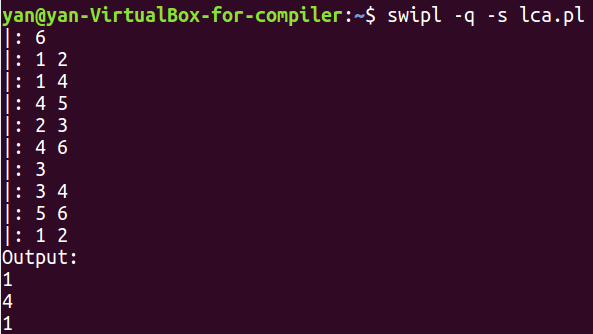 yan@yan-VirtualBox-for-compiler:~$ swipl -q -s lca.pl
|: 6
|: 1 2
|: 1 4
|: 4 5
|: 2 3
|: 4 6
|: 3
|: 3 4
|: 5 6
|: 1 2
Output:
1
4
1